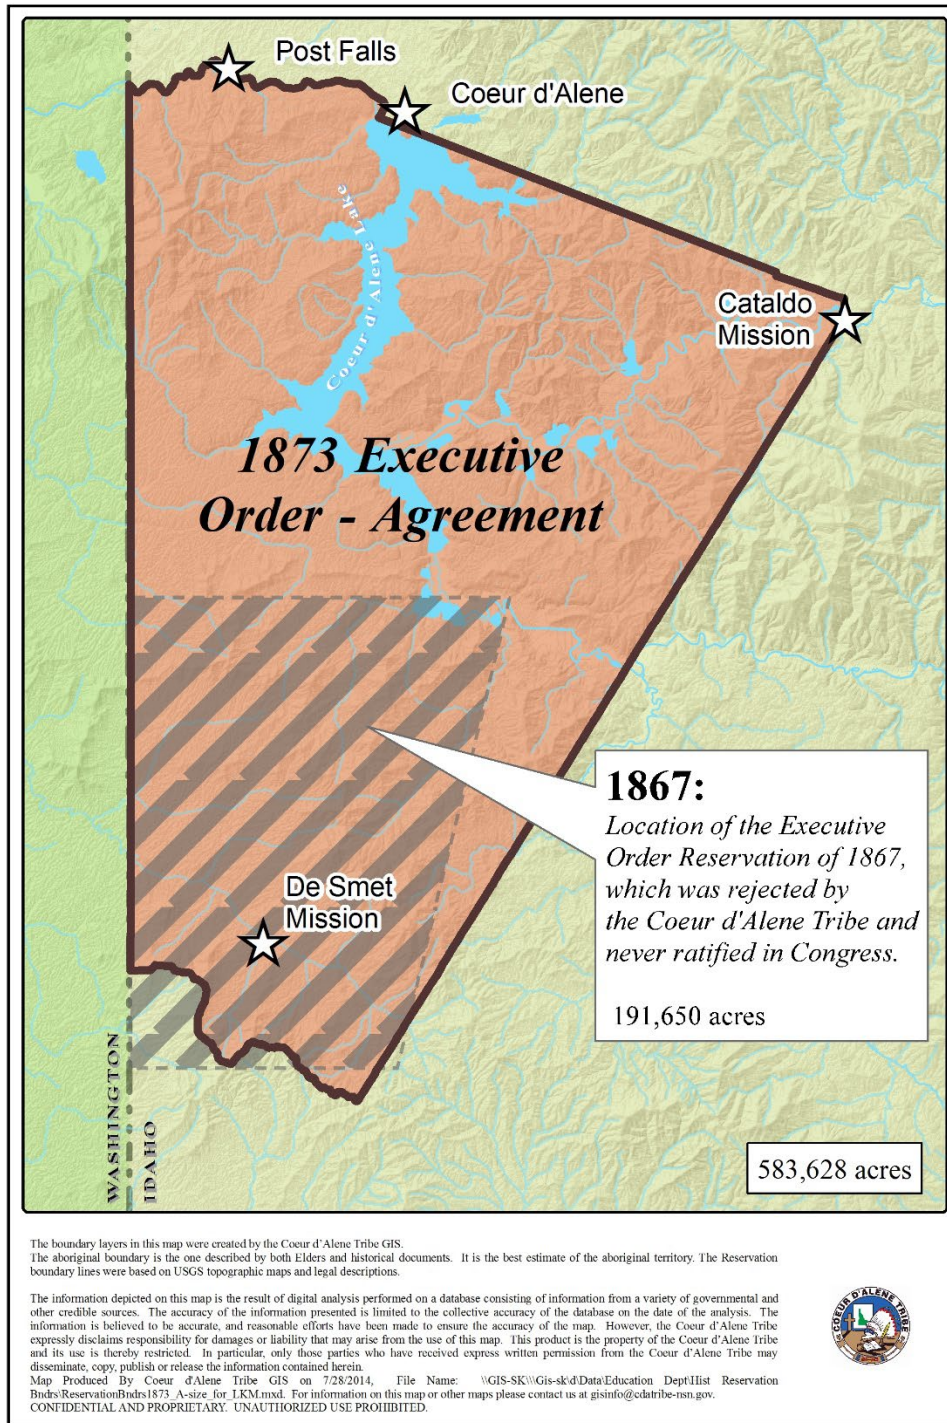 Post Falls
Coeur d'Alene
Coeur d'Alene Lake
Cataldo
Mission
1873 Executive
Order - Agreement
1867:
Location of the Executive
Order Reservation of 1867,
which was rejected by
the Coeur d'Alene Tribe and
never ratified in Congress.
191,650 acres
De Smet
Mission
WASHINGTON
IDAHO
583,628 acres
The boundary layers in this map were created by the Coeur d'Alene Tribe GIS.
The aboriginal boundary is the one described by both Elders and historical documents. It is the best estimate of the aboriginal territory. The Reservation
boundary lines were based on USGS topographic maps and legal descriptions.
The information depicted on this map is the result of digital analysis performed on a database consisting of information from a variety of governmental and
other credible sources. The accuracy of the information presented is limited to the collective accuracy of the database on the date of the analysis. The
information is believed to be accurate, and reasonable efforts have been made to ensure the accuracy of the map. However, the Coeur d'Alene Tribe
expressly disclaims responsibility for damages or liability that may arise from the use of this map. This product is the property of the Coeur d'Alene Tribe
and its use is thereby restricted. In particular, only those parties who have received express written permission from the Coeur d'Alene Tribe may
disseminate, copy, publish or release the information contained herein.
Map Produced By Coeur d'Alene Tribe GIS on 7/28/2014, File Name: \\GIS-SK\\\Gis-sk\d\Data\Education Dept\Hist Reservation
Bndrs\ReservationBndrs1873_A-size_for_LKM.mxd. For information on this map or other maps please contact us at gisinfo@cdatribe-nsn.gov.
CONFIDENTIAL AND PROPRIETARY. UNAUTHORIZED USE PROHIBITED.
COEUR D'ALENE TRIBE